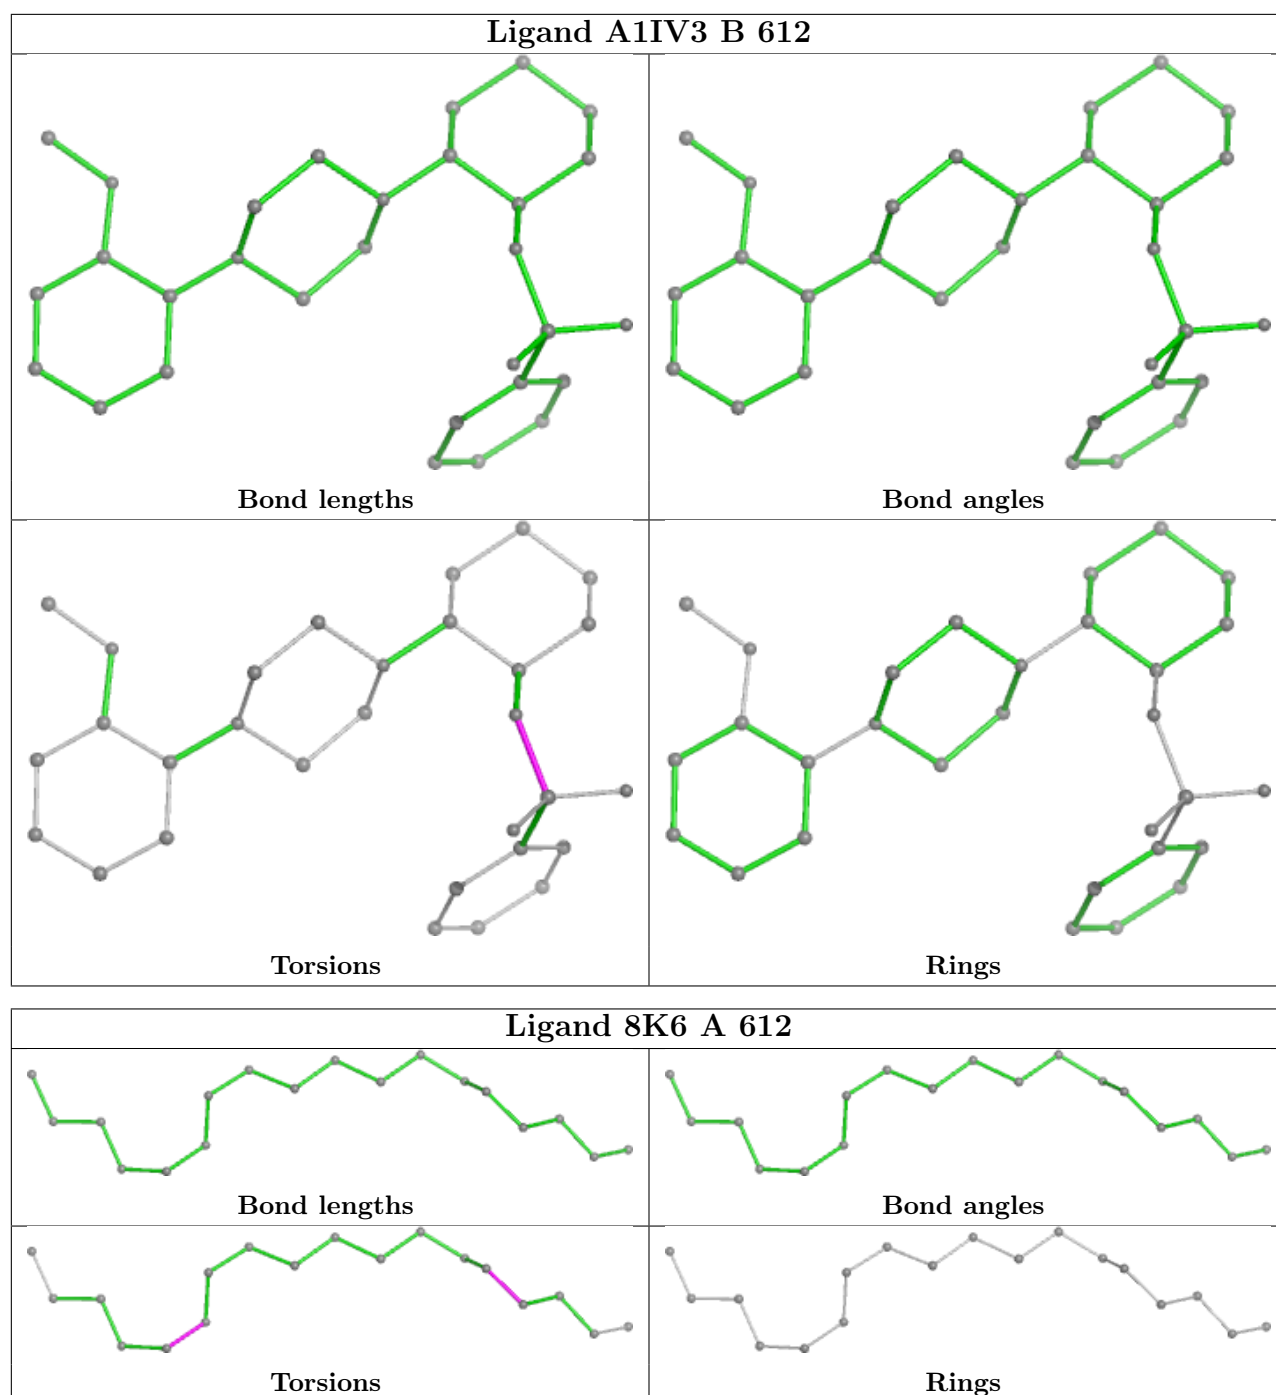 Ligand A1IV3 B 612
Bond lengths
Bond angles
Torsions
Rings
Ligand 8K6 A 612
Bond lengths
Bond angles
Torsions
Rings